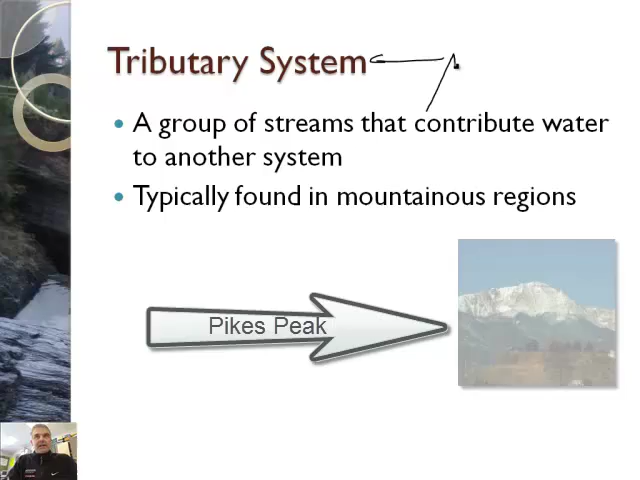 Tributary System
A group of streams that contribute water
to another system
Typically found in mountainous regions
Pikes Peak